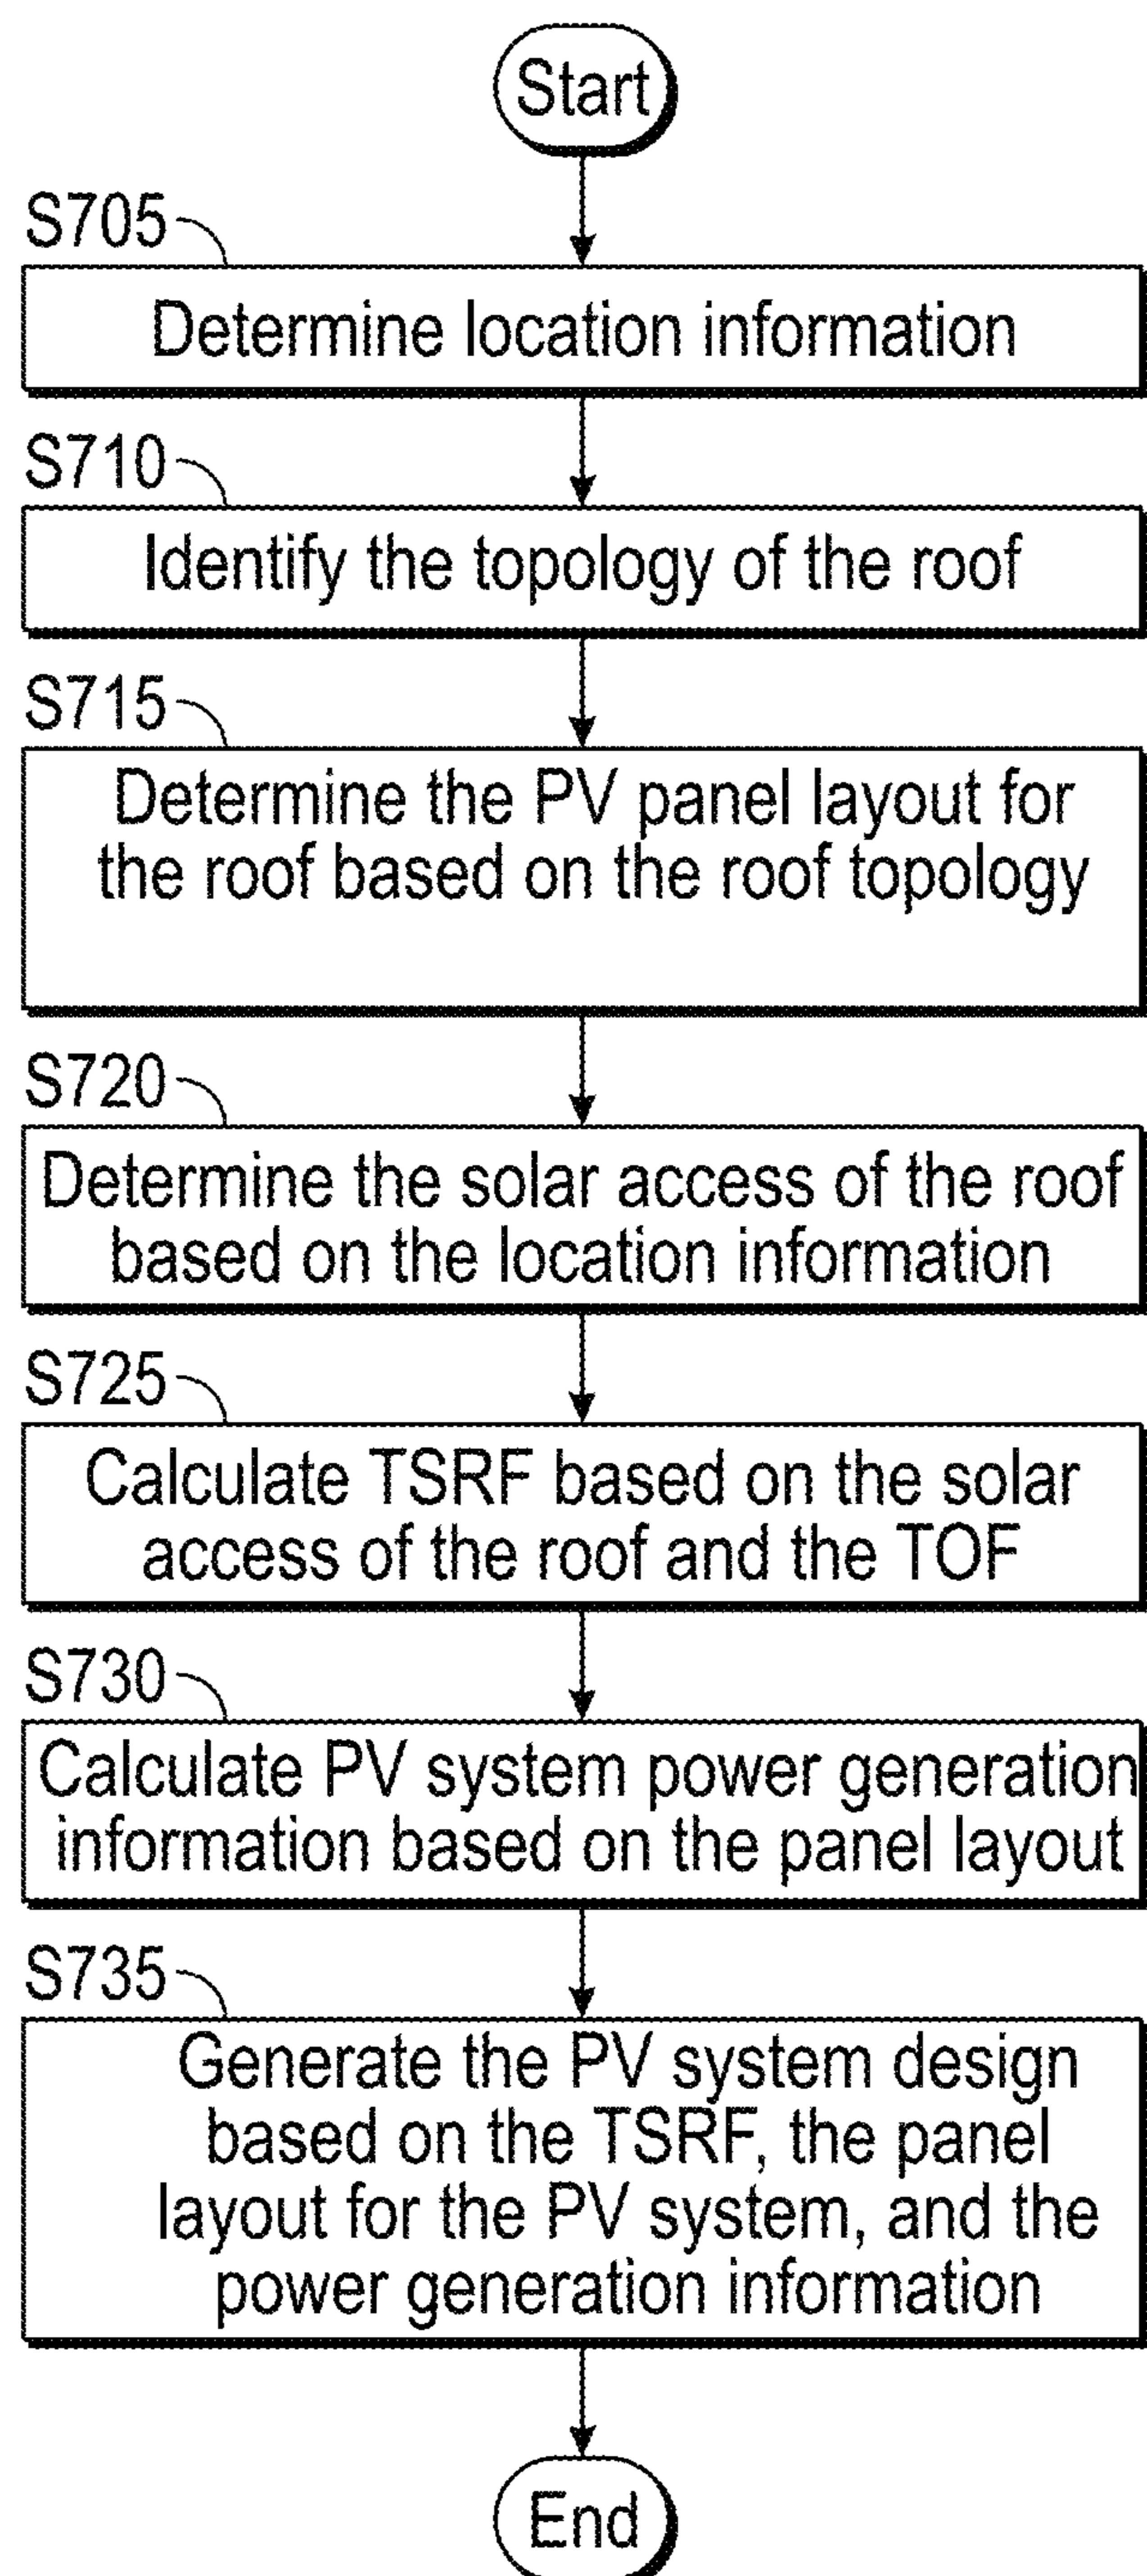 Start
S705
Determine location information
S710
Identify the topology of the roof
S715
Determine the PV panel layout for
the roof based on the roof topology
S720
Determine the solar access of the roof
based on the location information
S725
Calculate TSRF based on the solar
access of the roof and the TOF
S730
Calculate PV system power generation
information based on the panel layout
S735
Generate the PV system design
based on the TSRF, the panel
layout for the PV system, and the
power generation information
End